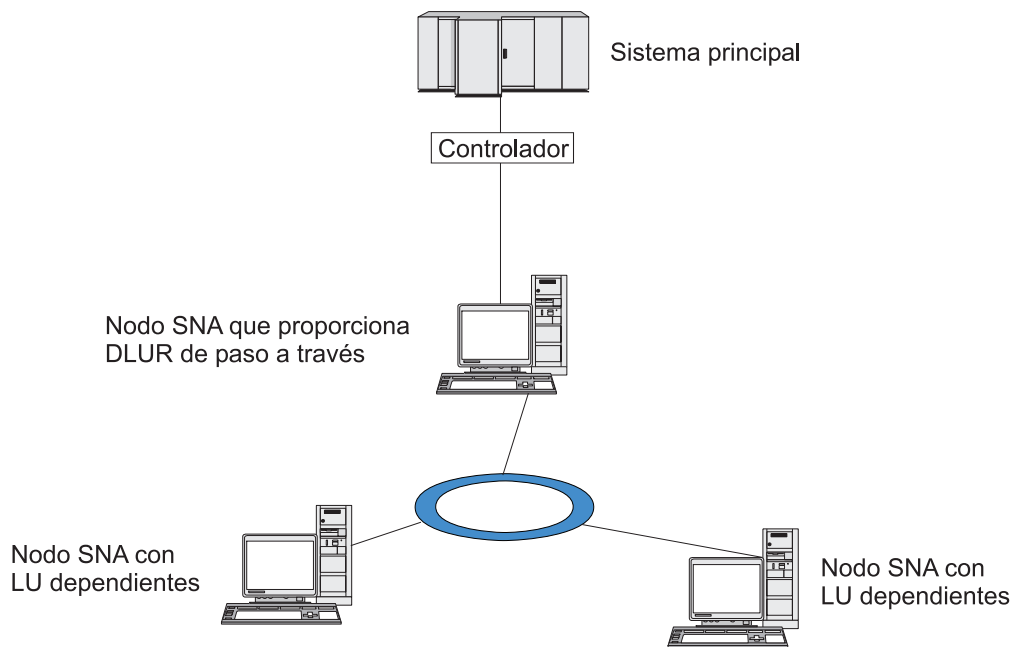 Sistema principal
Controlador
Nodo SNA que proporciona
DLUR de paso a través
Nodo SNA con
LU dependientes
Nodo SNA con
LU dependientes